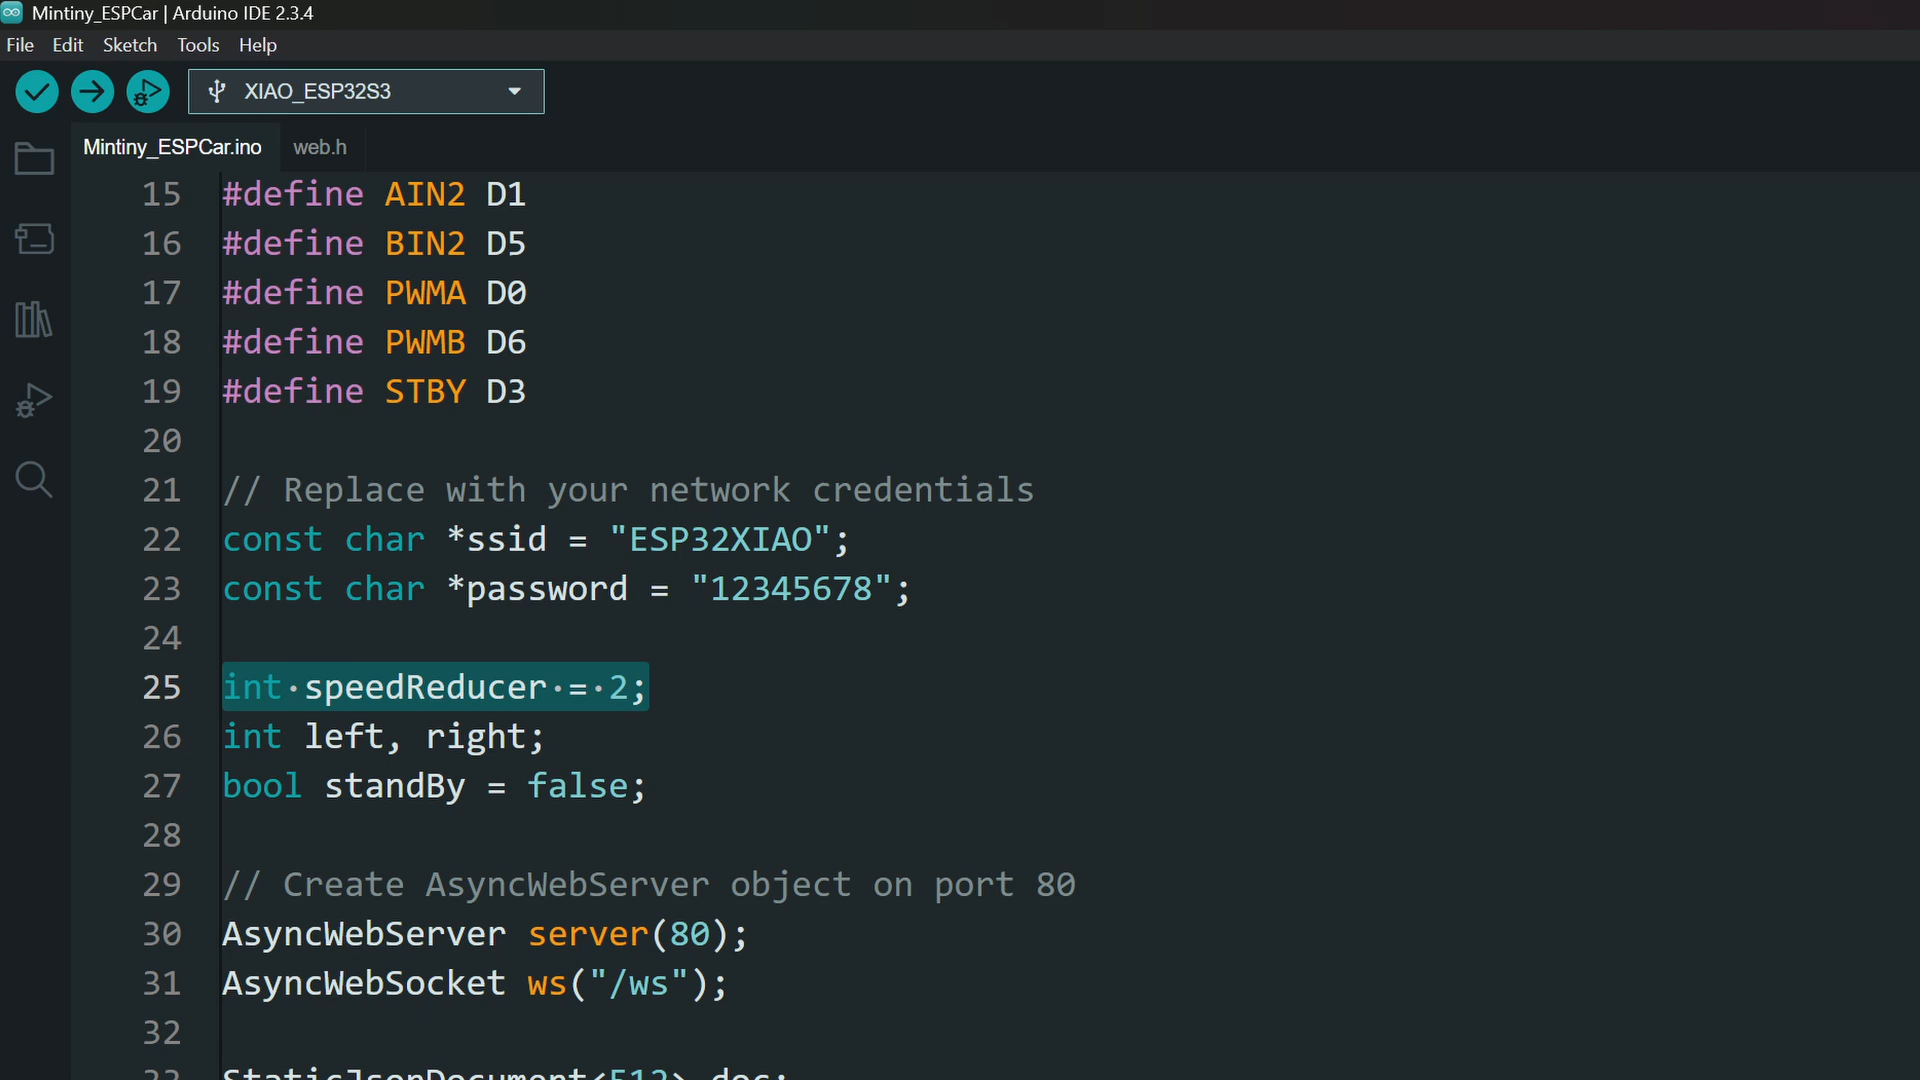 Mintiny_ESPCar | Arduino IDE 2.3.4
File Edit Sketch Tools Help
XIAO_ESP32S3
Mintiny_ESPCar.ino web.h
15 #define AIN2 D1
16 #define BIN2 D5
17 #define PWMA D0
18 #define PWMB D6
19 #define STBY D3
20
21 // Replace with your network credentials
22 const char *ssid = "ESP32XIAO";
23 const char *password = "12345678";
24
25 int·speedReducer·=·2;
26 int left, right;
27 bool standBy = false;
28
29 // Create AsyncWebServer object on port 80
30 AsyncWebServer server(80);
31 AsyncWebSocket ws("/ws");
32
33 StaticJsonDocument<512> doc;